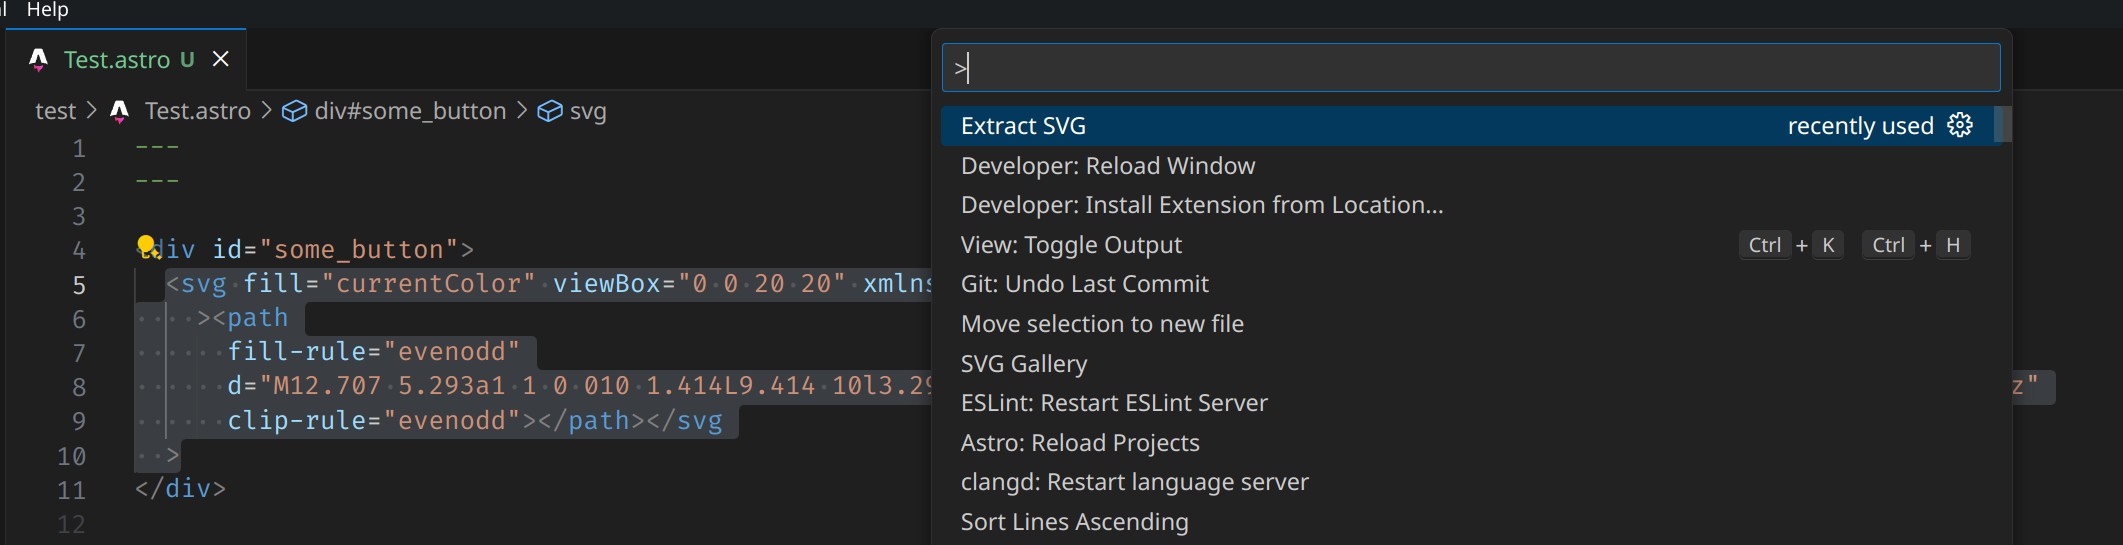 Help
Test.astro U
test > Test.astro > div#some_button > svg
1 ---
2 ---
3
4 div id="some_button">
5 <svg fill="currentColor" viewBox="0 0 20 20" xmlns
6 ><path
7 fill-rule="evenodd"
8 d="M12.707 5.293a1 1 0 010 1.414L9.414 10l3.29 z"
9 clip-rule="evenodd"></path></svg
10 >
11 </div>
12
>
Extract SVG recently used
Developer: Reload Window
Developer: Install Extension from Location...
View: Toggle Output Ctrl + K Ctrl + H
Git: Undo Last Commit
Move selection to new file
SVG Gallery
ESLint: Restart ESLint Server
Astro: Reload Projects
clangd: Restart language server
Sort Lines Ascending